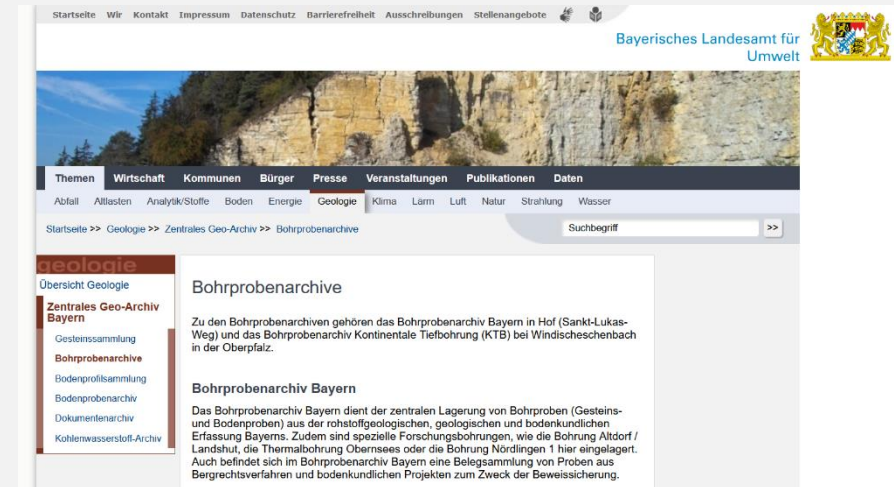 Startseite Wir Kontakt Impressum Datenschutz Barrierefreiheit Ausschreibungen Stellenangebote
Bayerisches Landesamt für
Umwelt
Themen Wirtschaft Kommunen Bürger Presse Veranstaltungen Publikationen Daten
Abfall Altlasten Analytik/Stoffe Boden Energie Geologie Klima Lärm Luft Natur Strahlung Wasser
Startseite >> Geologie >> Zentrales Geo-Archiv >> Bohrprobenarchive
Suchbegriff >>
geologie
Übersicht Geologie
Zentrales Geo-Archiv
Bayern
Gesteinssammlung
Bohrprobenarchive
Bodenprofilsammlung
Bodenprobenarchiv
Dokumentenarchiv
Kohlenwasserstoff-Archiv
Bohrprobenarchive
Zu den Bohrprobenarchiven gehören das Bohrprobenarchiv Bayern in Hof (Sankt-Lukas-
Weg) und das Bohrprobenarchiv Kontinentale Tiefbohrung (KTB) bei Windischeschenbach
in der Oberpfalz.
Bohrprobenarchiv Bayern
Das Bohrprobenarchiv Bayern dient der zentralen Lagerung von Bohrproben (Gesteins-
und Bodenproben) aus der rohstoffgeologischen, geologischen und bodenkundlichen
Erfassung Bayerns. Zudem sind spezielle Forschungsbohrungen, wie die Bohrung Altdorf /
Landshut, die Thermalbohrung Obernsees oder die Bohrung Nördlingen 1 hier eingelagert.
Auch befindet sich im Bohrprobenarchiv Bayern eine Belegsammlung von Proben aus
Bergrechtsverfahren und bodenkundlichen Projekten zum Zweck der Beweissicherung.